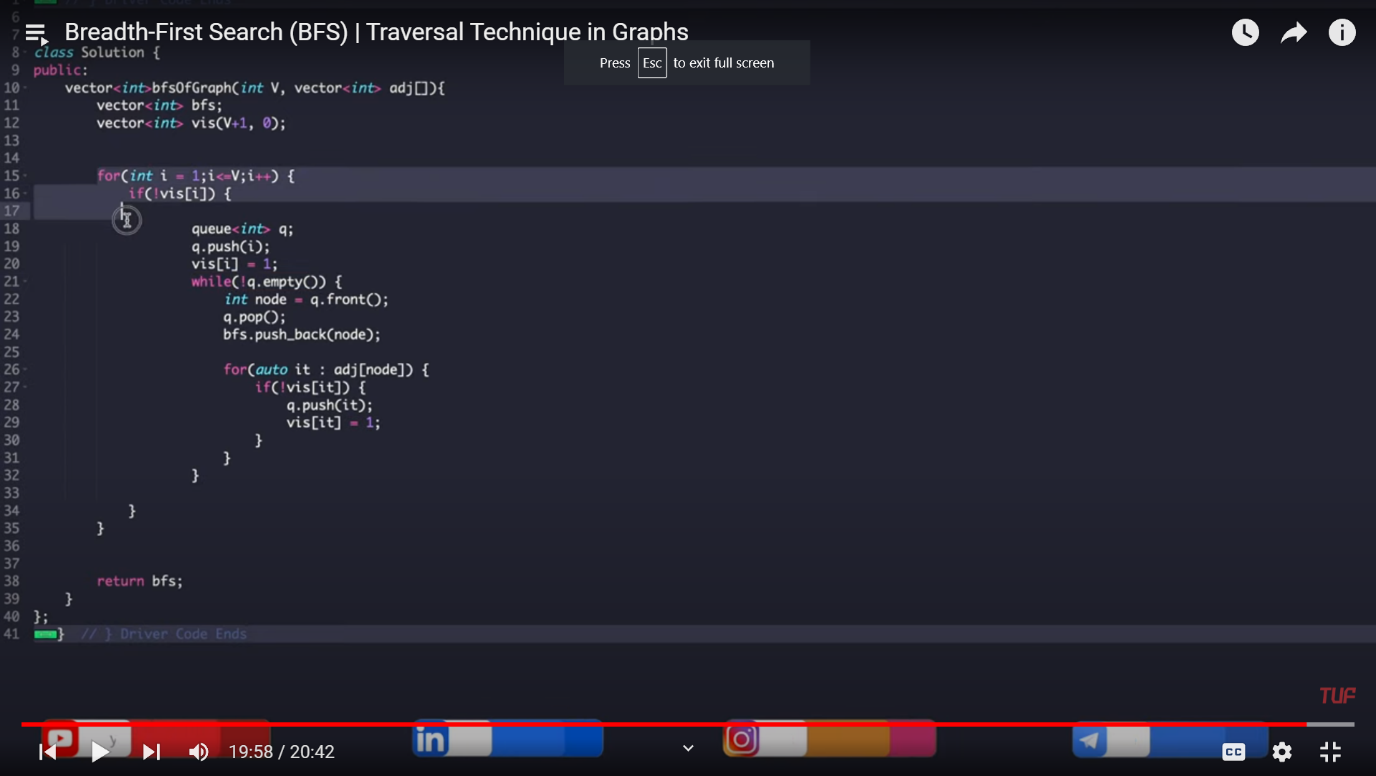 Breadth-First Search (BFS) | Traversal Technique in Graphs
Press Esc to exit full screen
6
7
8 class Solution {
9 public:
10 vector<int>bfsOfGraph(int V, vector<int> adj[]){
11 vector<int> bfs;
12 vector<int> vis(V+1, 0);
13
14
15 for(int i = 1;i<=V;i++) {
16 if(!vis[i]) {
17
18 queue<int> q;
19 q.push(i);
20 vis[i] = 1;
21 while(!q.empty()) {
22 int node = q.front();
23 q.pop();
24 bfs.push_back(node);
25
26 for(auto it : adj[node]) {
27 if(!vis[it]) {
28 q.push(it);
29 vis[it] = 1;
30 }
31 }
32 }
33
34 }
35 }
36
37
38 return bfs;
39 }
40 };
41 } // } Driver Code Ends
TUF
in
19:58 / 20:42
CC